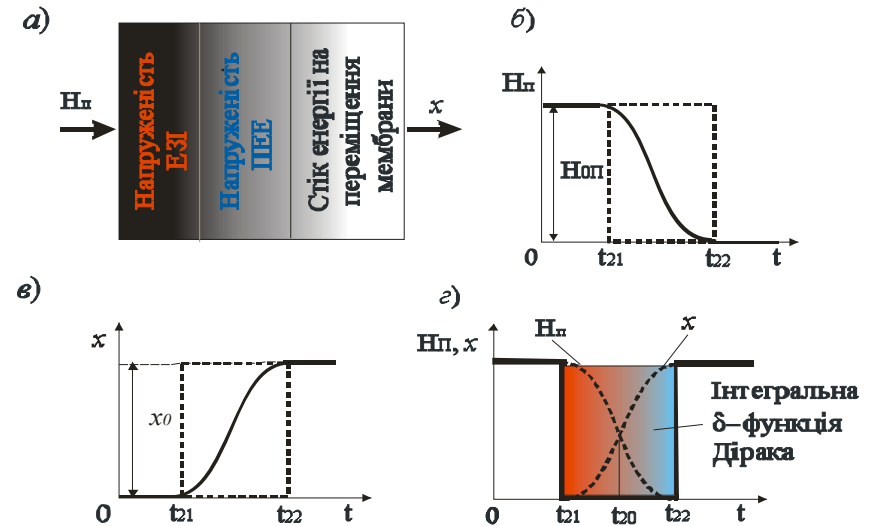 а)
Нп
Напруженість
ЕЗІ
Напруженість
ПЕЕ
Стік енергії на
переміщення
мембрани
x
б)
Нп
Н0П
0
t21
t22
t
в)
x
x0
0
t21
t22
t
г)
НП, x
Нп
x
Інтегральна
δ–функція
Дірака
0
t21
t20
t22
t